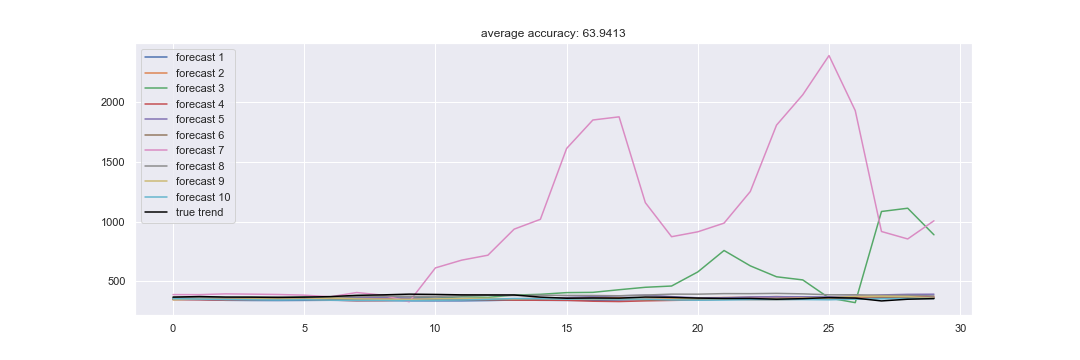 average accuracy: 63.9413
forecast 1
forecast 2
forecast 3
forecast 4
forecast 5
forecast 6
forecast 7
forecast 8
forecast 9
forecast 10
true trend
2000
1500
1000
500
0 5 10 15 20 25 30